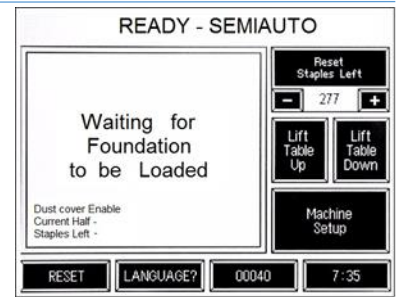 READY - SEMIAUTO
Waiting for
Foundation
to be Loaded
Dust cover Enable
Current Half -
Staples Left -
Reset
Staples Left
- 277 +
Lift
Table
Up
Lift
Table
Down
Machine
Setup
RESET
LANGUAGE?
00040
7:35